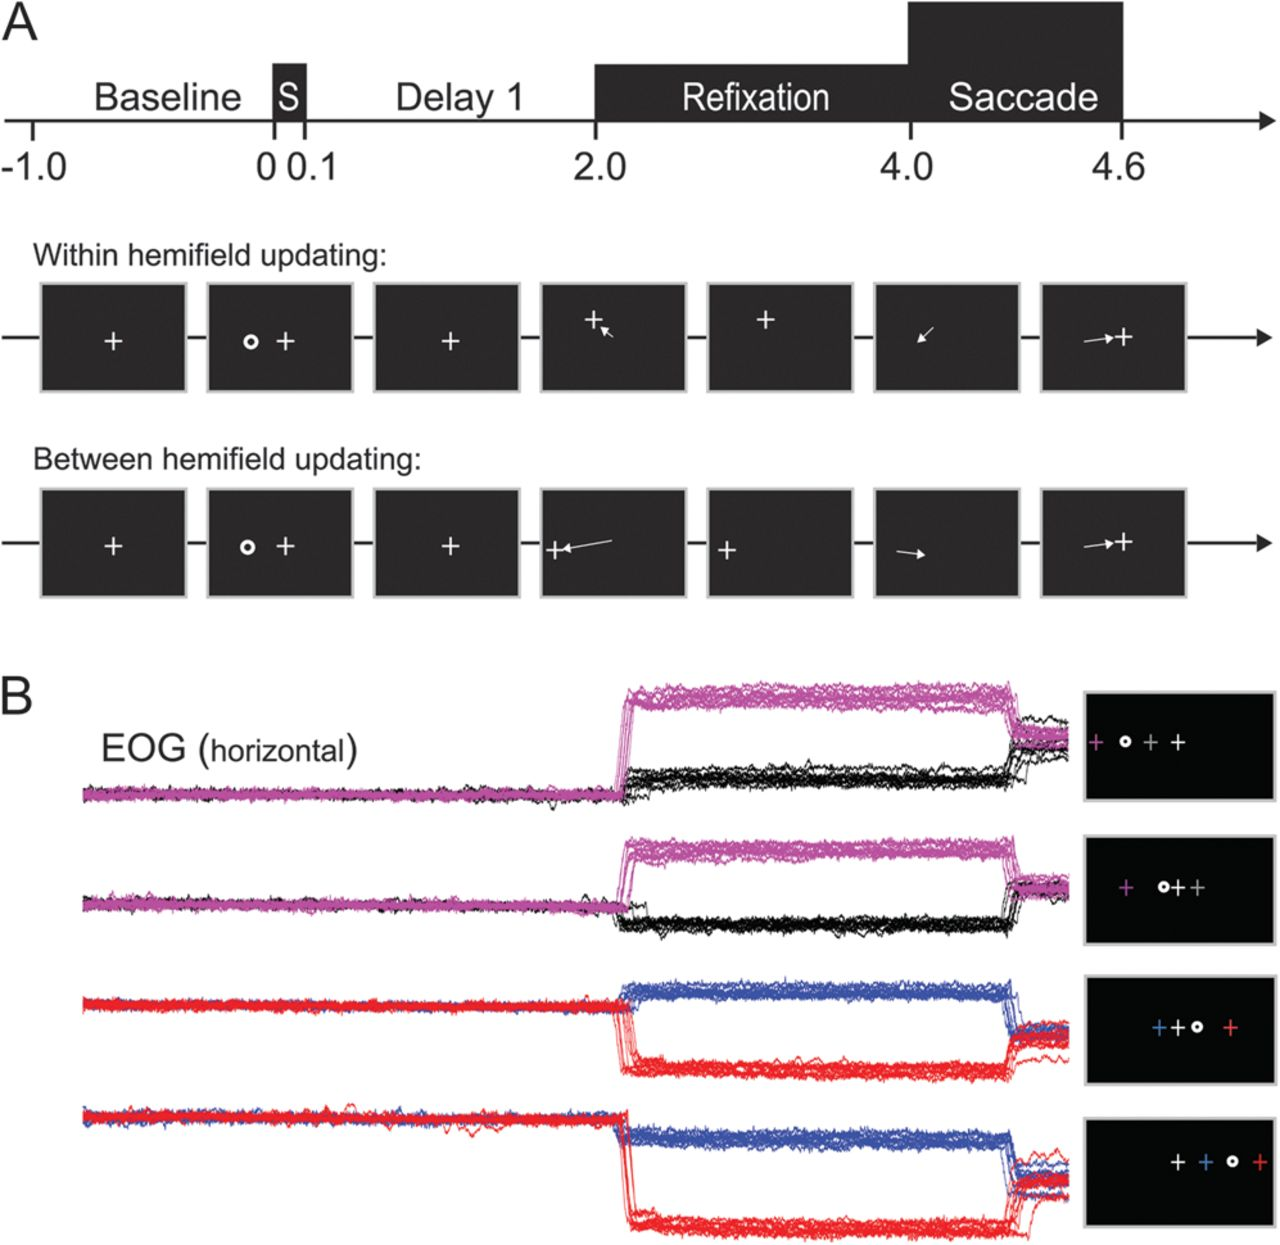 A
Baseline S Delay 1 Refixation Saccade
-1.0 0 0.1 2.0 4.0 4.6
Within hemifield updating:
Between hemifield updating:
B
EOG (horizontal)